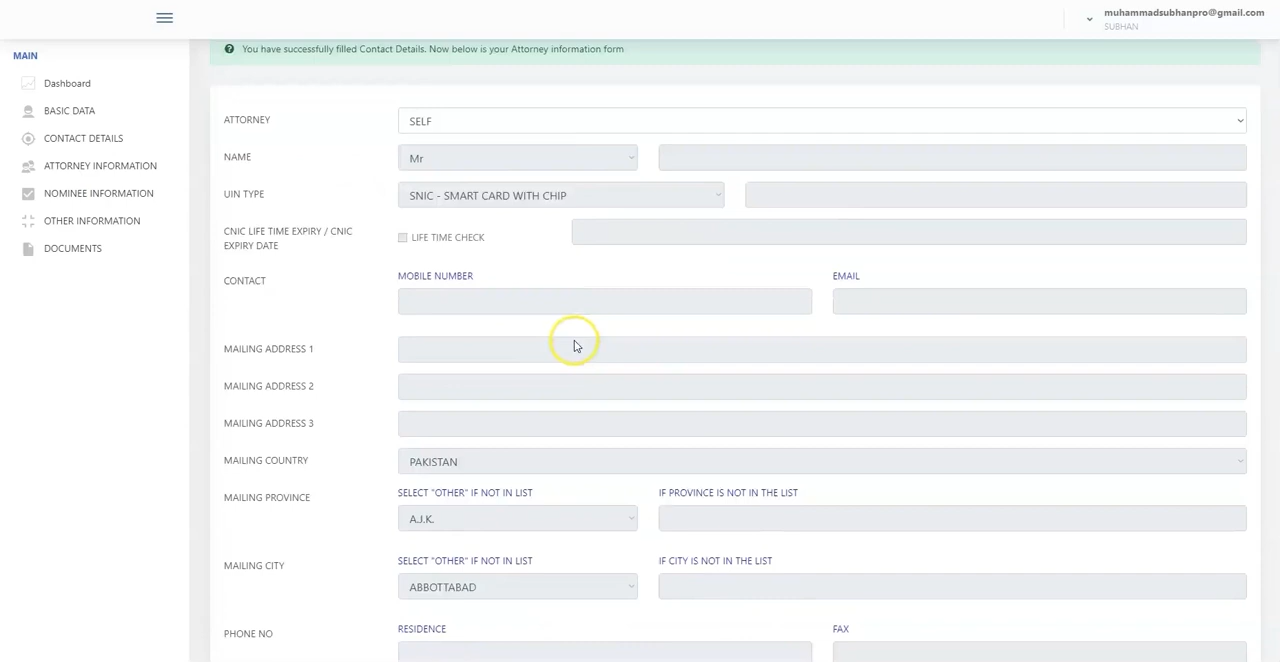 muhammadsubhanpro@gmail.com
SUBHAN
MAIN
Dashboard
BASIC DATA
CONTACT DETAILS
ATTORNEY INFORMATION
NOMINEE INFORMATION
OTHER INFORMATION
DOCUMENTS
You have successfully filled Contact Details. Now below is your Attorney information form
ATTORNEY SELF
NAME Mr
UIN TYPE SNIC - SMART CARD WITH CHIP
CNIC LIFE TIME EXPIRY / CNIC
EXPIRY DATE
LIFE TIME CHECK
CONTACT
MOBILE NUMBER EMAIL
MAILING ADDRESS 1
MAILING ADDRESS 2
MAILING ADDRESS 3
MAILING COUNTRY PAKISTAN
MAILING PROVINCE
SELECT "OTHER" IF NOT IN LIST IF PROVINCE IS NOT IN THE LIST
A.J.K.
MAILING CITY
SELECT "OTHER" IF NOT IN LIST IF CITY IS NOT IN THE LIST
ABBOTTABAD
PHONE NO
RESIDENCE FAX